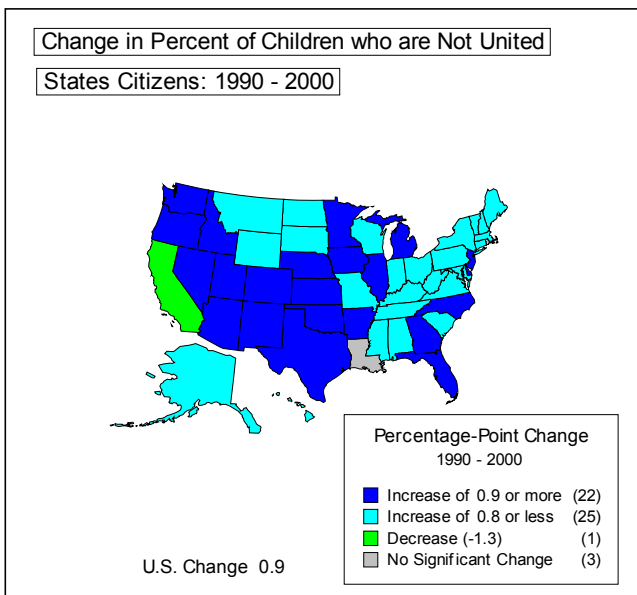 Change in Percent of Children who are Not United
States Citizens: 1990 - 2000
Percentage-Point Change
1990 - 2000
Increase of 0.9 or more (22)
Increase of 0.8 or less (25)
Decrease (-1.3) (1)
No Significant Change (3)
U.S. Change 0.9